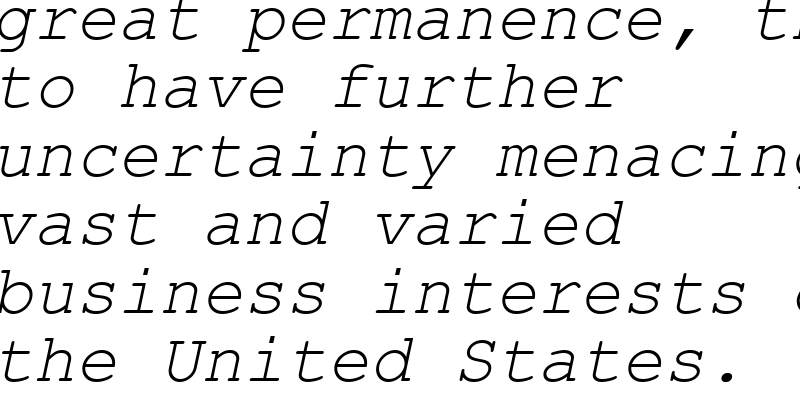 great permanence,
to have further
uncertainty menacing
vast and varied
business interests
the United States.